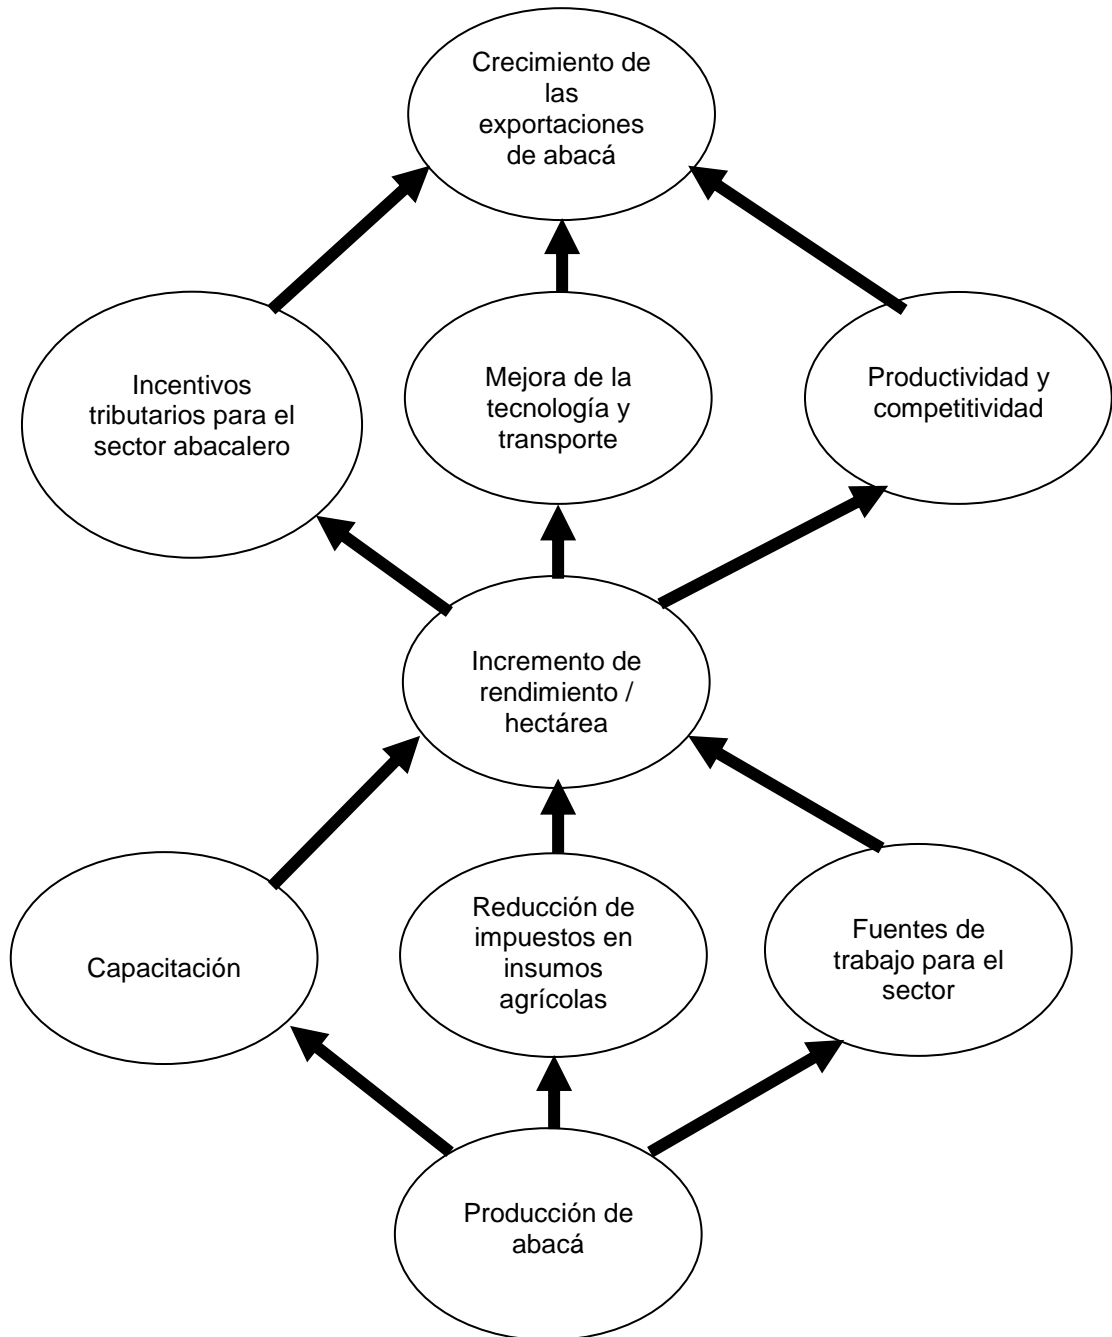 Crecimiento de
las
exportaciones
de abacá
Incentivos
tributarios para el
sector abacalero
Mejora de la
tecnología y
transporte
Productividad y
competitividad
Incremento de
rendimiento /
hectárea
Capacitación
Reducción de
impuestos en
insumos
agrícolas
Fuentes de
trabajo para el
sector
Producción de
abacá